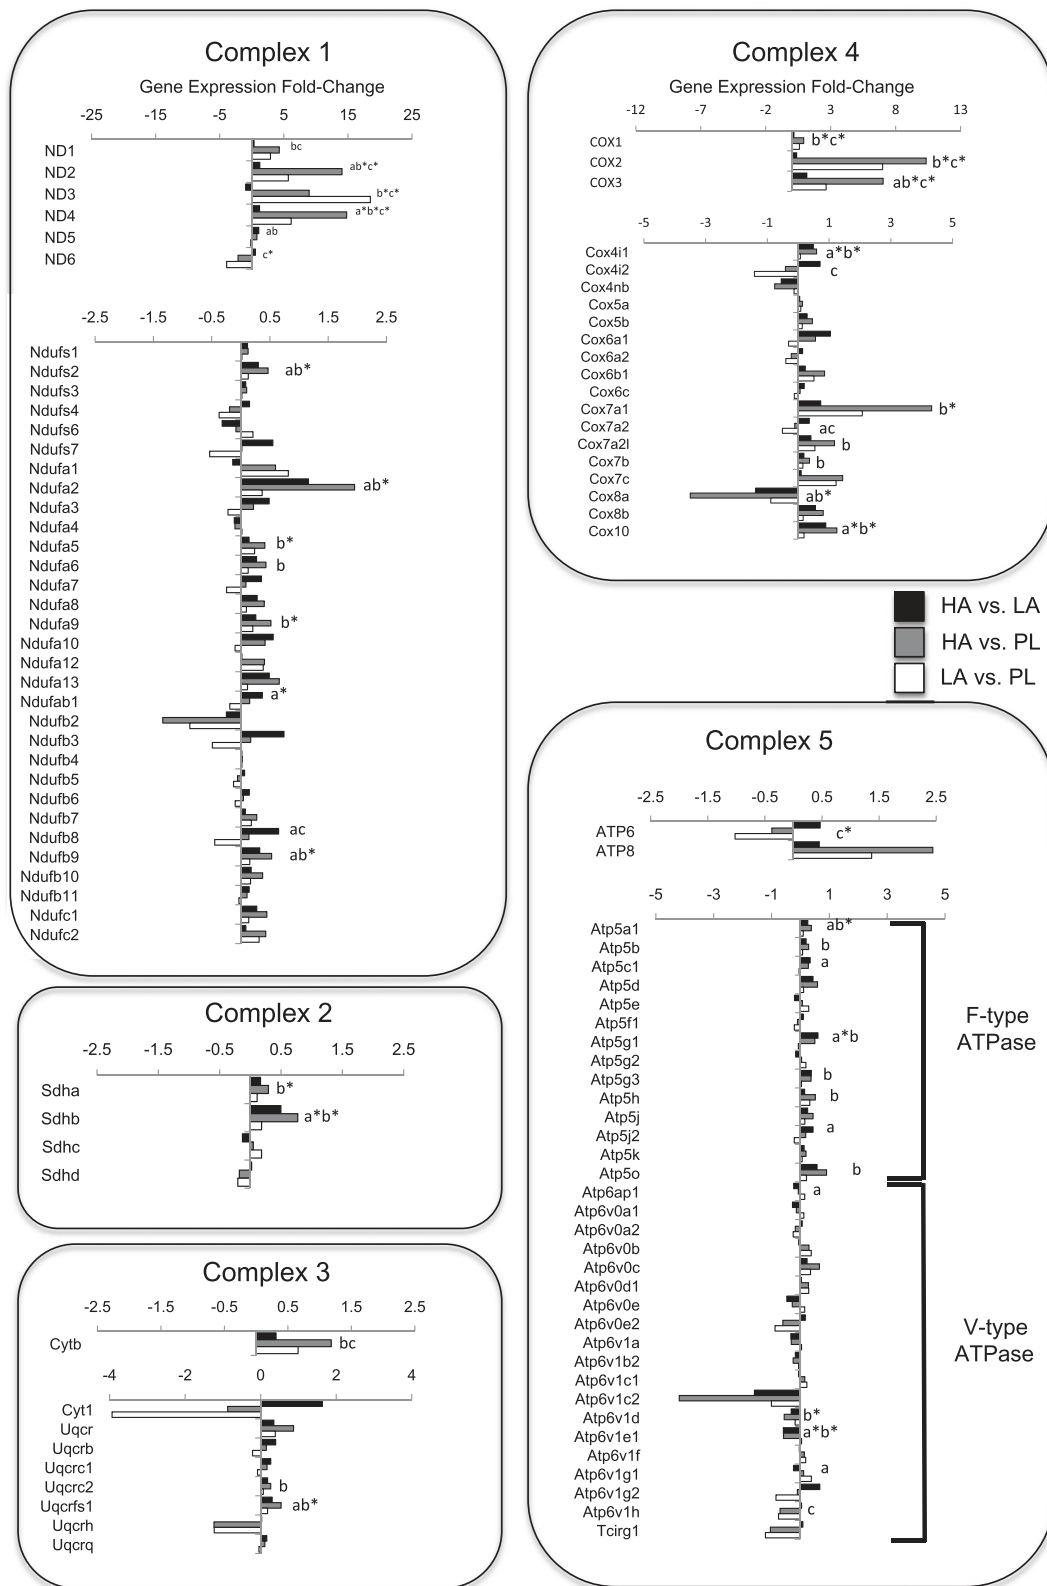 Complex 1
Gene Expression Fold-Change
-25 -15 -5 5 15 25
ND1 bc
ND2 ab*c*
ND3 b*c*
ND4 a*b*c*
ND5 ab
ND6 c*
-2.5 -1.5 -0.5 0.5 1.5 2.5
Ndufs1
Ndufs2 ab*
Ndufs3
Ndufs4
Ndufs6
Ndufs7
Ndufa1
Ndufa2 ab*
Ndufa3
Ndufa4
Ndufa5 b*
Ndufa6 b
Ndufa7
Ndufa8
Ndufa9 b*
Ndufa10
Ndufa12
Ndufa13
Ndufab1 a*
Ndufb2
Ndufb3
Ndufb4
Ndufb5
Ndufb6
Ndufb7
Ndufb8 ac
Ndufb9 ab*
Ndufb10
Ndufb11
Ndufc1
Ndufc2
Complex 2
-2.5 -1.5 -0.5 0.5 1.5 2.5
Sdha b*
Sdhb a*b*
Sdhc
Sdhd
Complex 3
-2.5 -1.5 -0.5 0.5 1.5 2.5
Cytb bc
-4 -2 0 2 4
Cyt1
Uqcr
Uqcrb
Uqcrc1
Uqcrc2 b
Uqcrfs1 ab*
Uqcrh
Uqcrq
Complex 4
Gene Expression Fold-Change
-12 -7 -2 3 8 13
COX1 b*c*
COX2 b*c*
COX3 ab*c*
-5 -3 -1 1 3 5
Cox4i1 a*b*
Cox4i2 c
Cox4nb
Cox5a
Cox5b
Cox6a1
Cox6a2
Cox6b1
Cox6c
Cox7a1 b*
Cox7a2 ac
Cox7a2l b
Cox7b b
Cox7c
Cox8a ab*
Cox8b
Cox10 a*b*
HA vs. LA
HA vs. PL
LA vs. PL
Complex 5
-2.5 -1.5 -0.5 0.5 1.5 2.5
ATP6 c*
ATP8
-5 -3 -1 1 3 5
Atp5a1 ab*
Atp5b b
Atp5c1 a
Atp5d
Atp5e
Atp5f1
Atp5g1 a*b
Atp5g2
Atp5g3 b
Atp5h b
Atp5j
Atp5j2 a
Atp5k
Atp5o b
F-type
ATPase
Atp6ap1 a
Atp6v0a1
Atp6v0a2
Atp6v0b
Atp6v0c
Atp6v0d1
Atp6v0e
Atp6v0e2
Atp6v1a
Atp6v1b2
Atp6v1c1
Atp6v1c2
Atp6v1d b*
Atp6v1e1 a*b*
Atp6v1f
Atp6v1g1 a
Atp6v1g2
Atp6v1h c
Tcirg1
V-type
ATPase